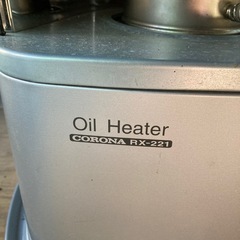 Oil Heater
CORONA RX-221